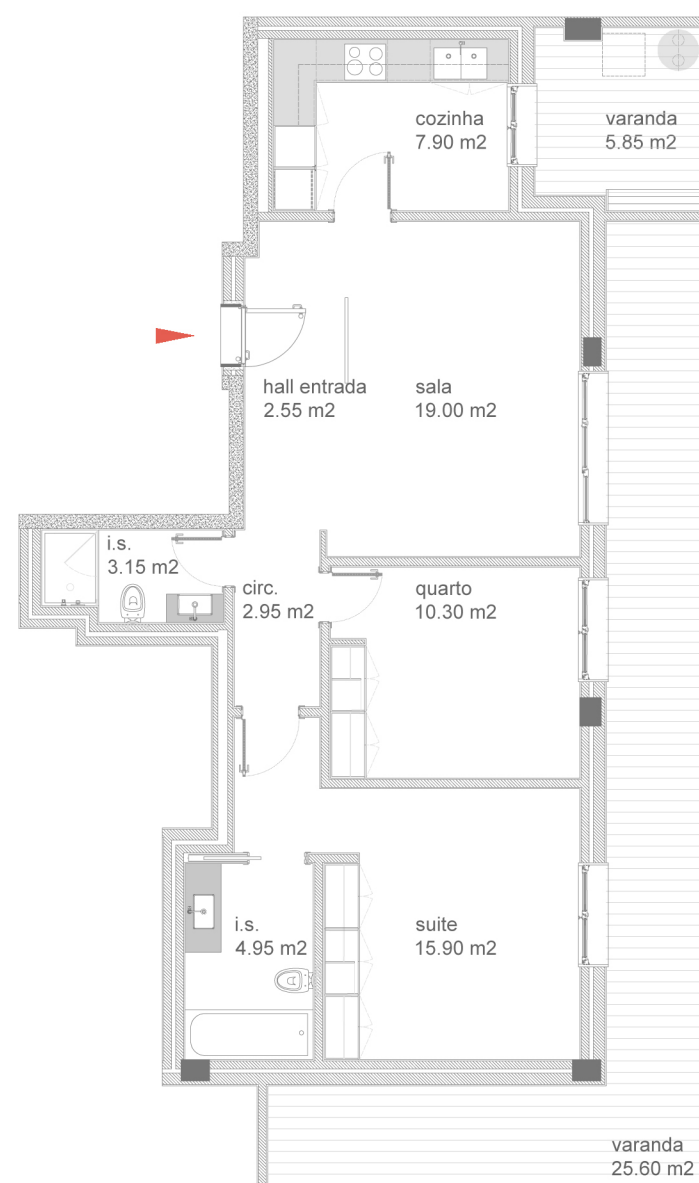 cozinha
7.90 m2
varanda
5.85 m2
hall entrada
2.55 m2
sala
19.00 m2
i.s.
3.15 m2
circ.
2.95 m2
quarto
10.30 m2
i.s.
4.95 m2
suite
15.90 m2
varanda
25.60 m2